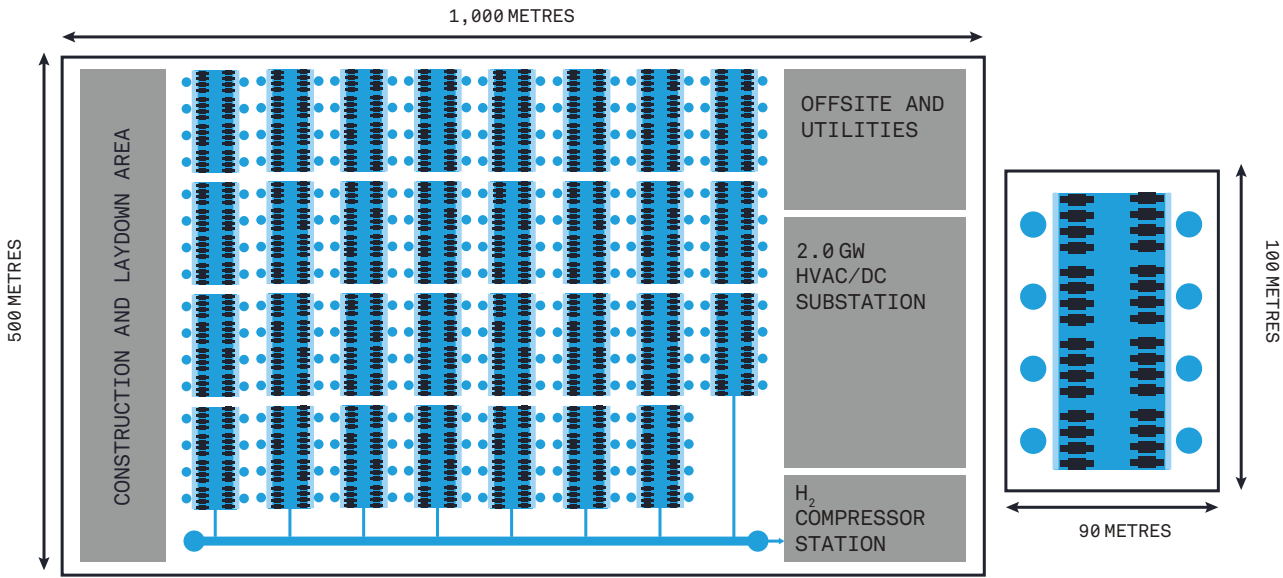 1,000 METRES
500 METRES
CONSTRUCTION AND LAYDOWN AREA
OFFSITE AND
UTILITIES
2.0 GW
HVAC/DC
SUBSTATION
H₂
COMPRESSOR
STATION
100 METRES
90 METRES